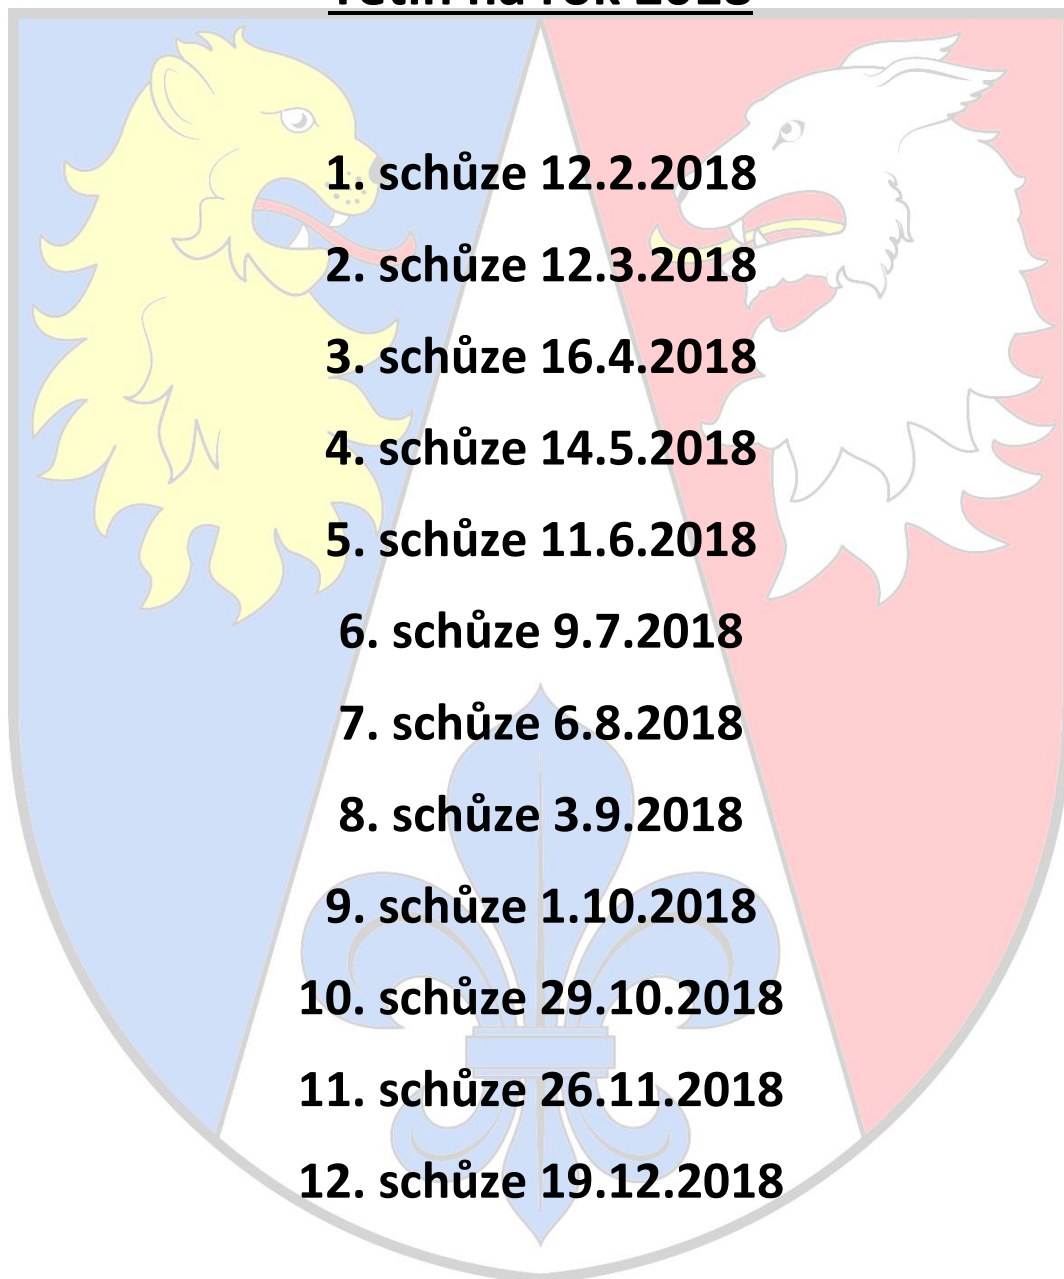 na rok 2018
1. schůze 12.2.2018
2. schůze 12.3.2018
3. schůze 16.4.2018
4. schůze 14.5.2018
5. schůze 11.6.2018
6. schůze 9.7.2018
7. schůze 6.8.2018
8. schůze 3.9.2018
9. schůze 1.10.2018
10. schůze 29.10.2018
11. schůze 26.11.2018
12. schůze 19.12.2018